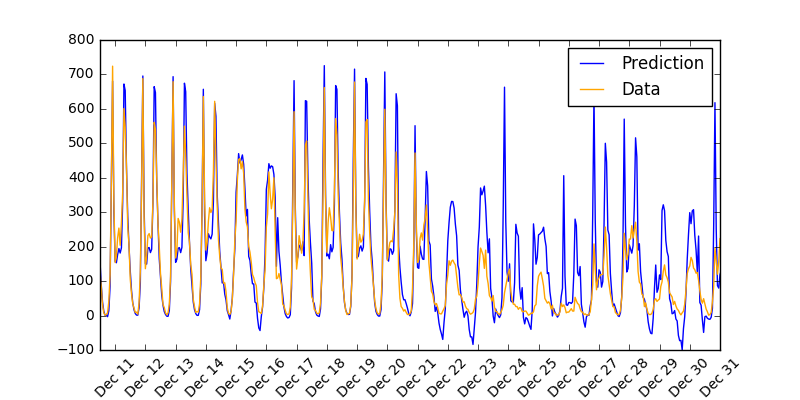 800
700
600
500
400
300
200
100
0
−100
Prediction
Data
Dec 11
Dec 12
Dec 13
Dec 14
Dec 15
Dec 16
Dec 17
Dec 18
Dec 19
Dec 20
Dec 21
Dec 22
Dec 23
Dec 24
Dec 25
Dec 26
Dec 27
Dec 28
Dec 29
Dec 30
Dec 31